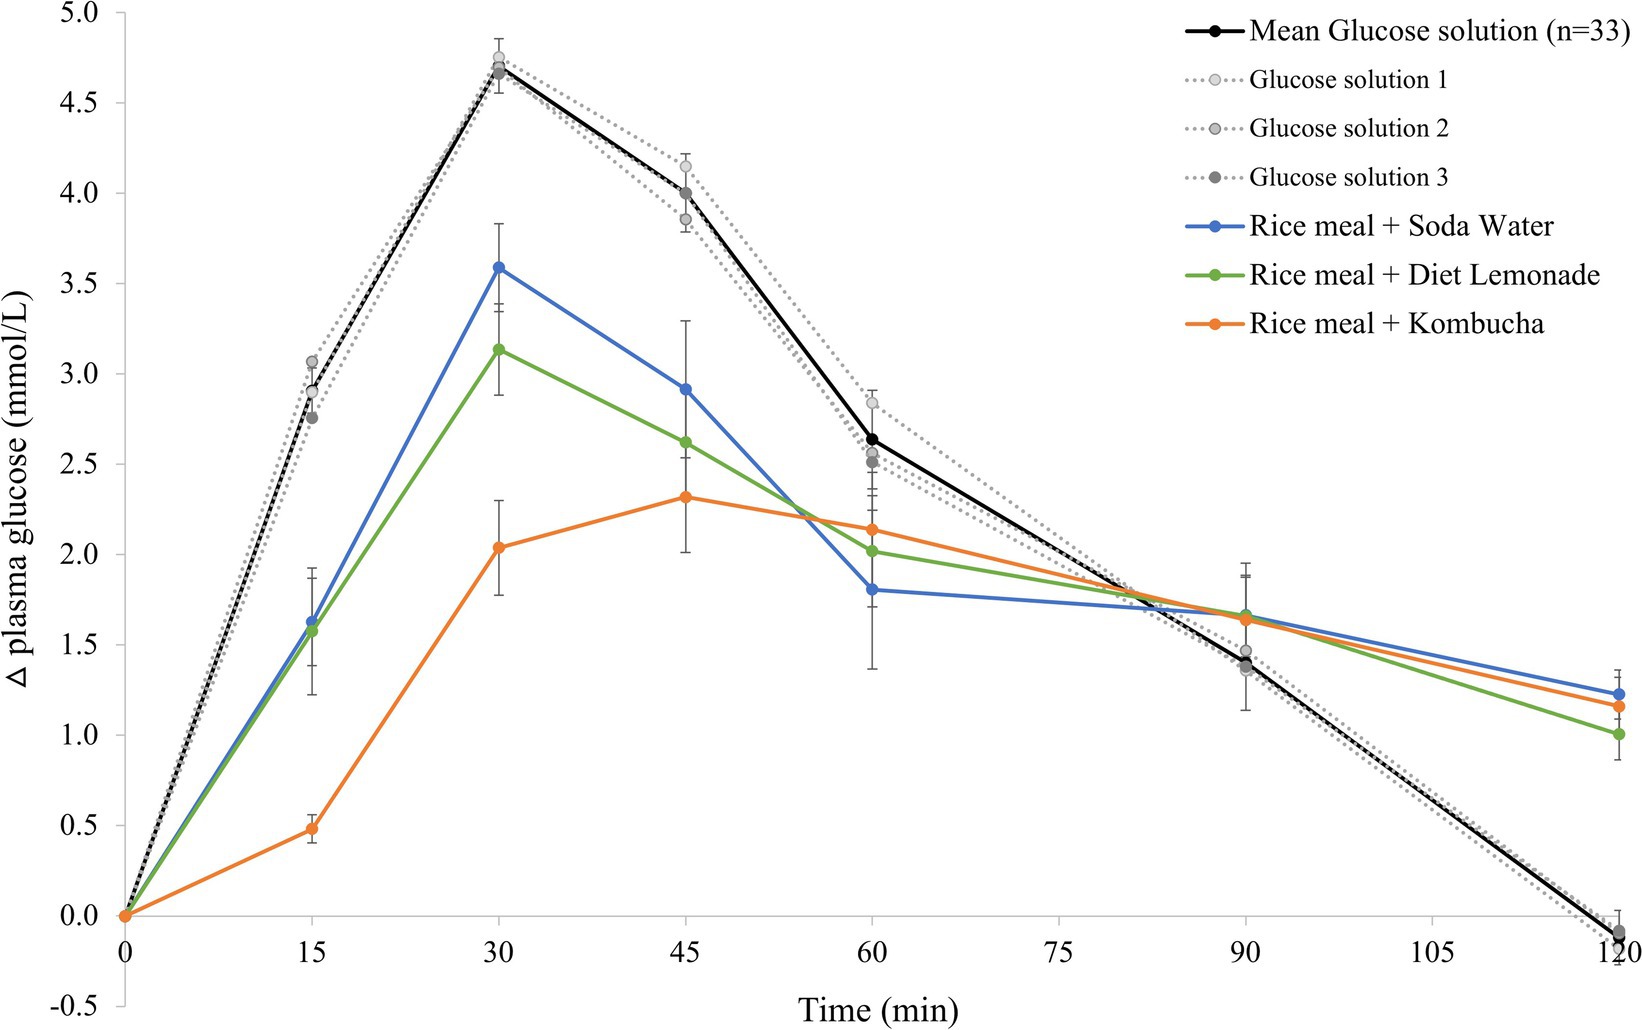 5.0
4.5
4.0
3.5
3.0
2.5
2.0
1.5
1.0
0.5
0.0
-0.5
Δ plasma glucose (mmol/L)
0 15 30 45 60 75 90 105 120
Time (min)
Mean Glucose solution (n=33)
Glucose solution 1
Glucose solution 2
Glucose solution 3
Rice meal + Soda Water
Rice meal + Diet Lemonade
Rice meal + Kombucha